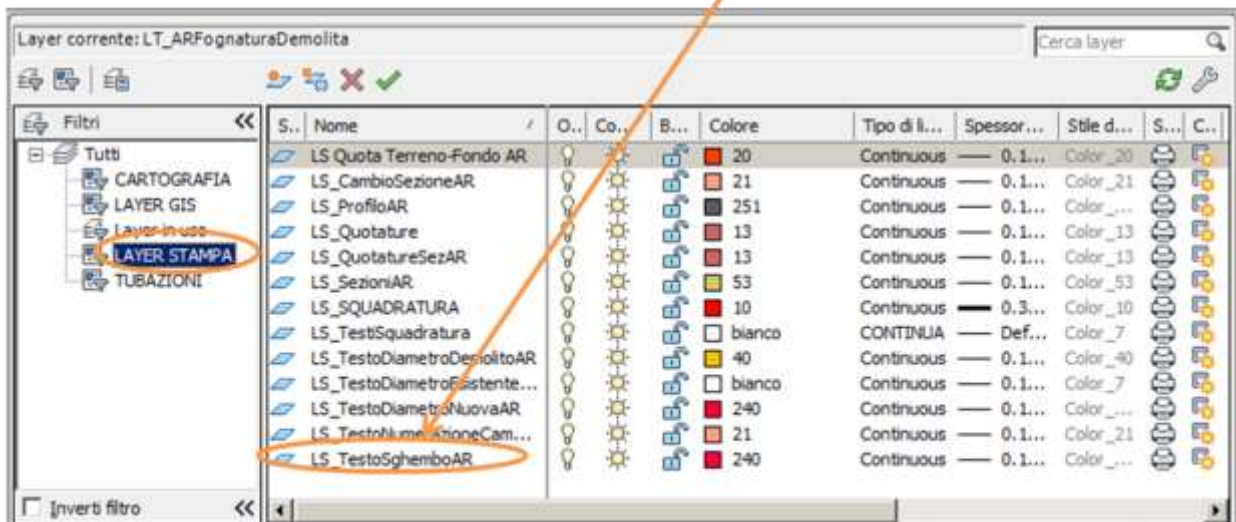 Layer corrente: LT_ARFognaturaDemolita
Cerca layer
Filtri
Tutti
CARTOGRAFIA
LAYER GIS
Layer in uso
LAYER STAMPA
TUBAZIONI
Inverti filtro
S.. Nome O.. Co.. B... Colore Tipo di li... Spessor... Stile d... S... C..
LS Quota Terreno-Fondo AR 20 Continuous 0.1... Color_20
LS_CambioSezioneAR 21 Continuous 0.1... Color_21
LS_ProfiloAR 251 Continuous 0.1... Color_...
LS_Quotature 13 Continuous 0.1... Color_13
LS_QuotatureSezAR 13 Continuous 0.1... Color_13
LS_SezioniAR 53 Continuous 0.1... Color_53
LS_SQUADRATURA 10 Continuous 0.3... Color_10
LS_TestiSquadratura bianco CONTINUA Def... Color_7
LS_TestoDiametroDemolitoAR 40 Continuous 0.1... Color_40
LS_TestoDiametroEsistente... bianco Continuous 0.1... Color_7
LS_TestoDiametroNuovaAR 240 Continuous 0.1... Color_...
LS_TestoNumerazioneCam... 21 Continuous 0.1... Color_21
LS_TestoSghemboAR 240 Continuous 0.1... Color_...